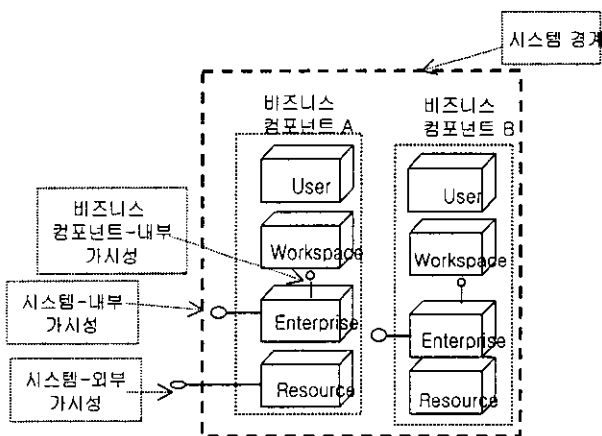 시스템 경계
비즈니스
컴포넌트 A
비즈니스
컴포넌트 B
User
User
비즈니스
컴포넌트-내부
가시성
Workspace
Workspace
시스템-내부
가시성
Enterprise
Enterprise
시스템-외부
가시성
Resource
Resource